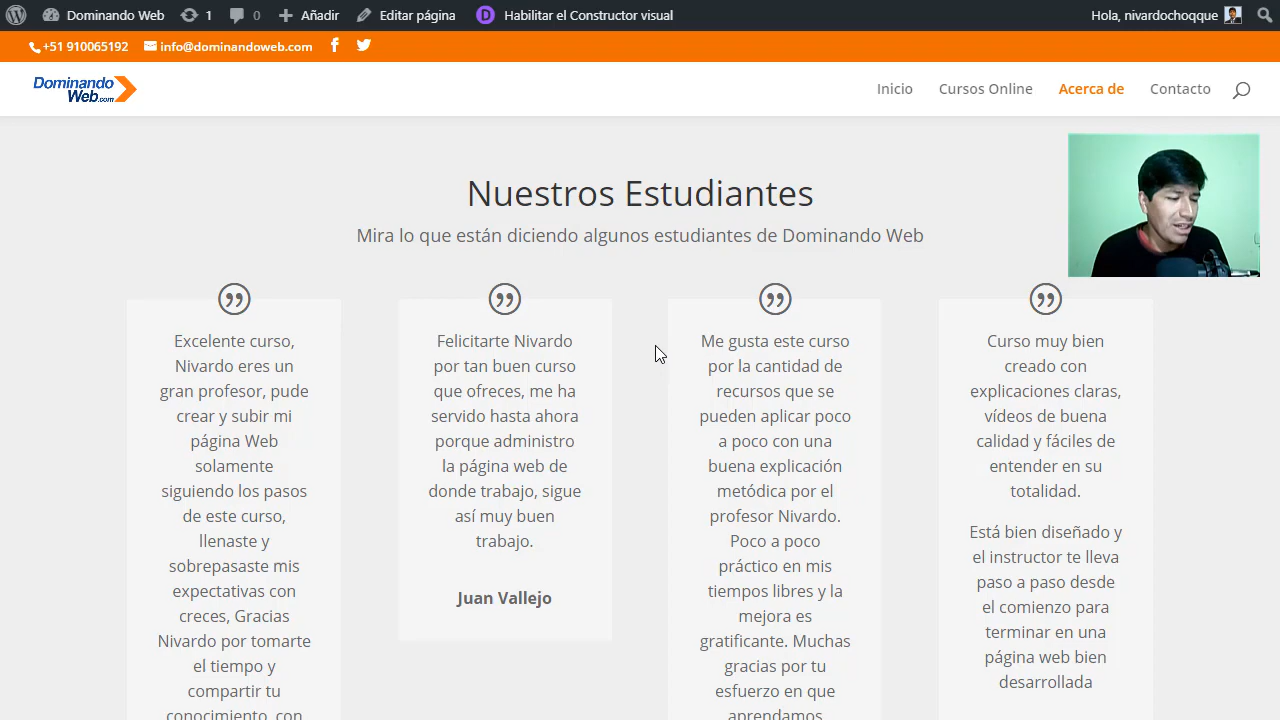 Dominando Web
1
0
Añadir
Editar página
D
Habilitar el Constructor visual
Hola, nivardochoqque
+51 910065192
info@dominandoweb.com
Dominando
Web.com
Inicio
Cursos Online
Acerca de
Contacto
Nuestros Estudiantes
Mira lo que están diciendo algunos estudiantes de Dominando Web
Excelente curso,
Nivardo eres un
gran profesor, pude
crear y subir mi
página Web
solamente
siguiendo los pasos
de este curso,
llenaste y
sobrepasaste mis
expectativas con
creces, Gracias
Nivardo por tomarte
el tiempo y
compartir tu
conocimiento, con
Felicitarte Nivardo
por tan buen curso
que ofreces, me ha
servido hasta ahora
porque administro
la página web de
donde trabajo, sigue
así muy buen
trabajo.
Juan Vallejo
Me gusta este curso
por la cantidad de
recursos que se
pueden aplicar poco
a poco con una
buena explicación
metódica por el
profesor Nivardo.
Poco a poco
práctico en mis
tiempos libres y la
mejora es
gratificante. Muchas
gracias por tu
esfuerzo en que
aprendamos
Curso muy bien
creado con
explicaciones claras,
vídeos de buena
calidad y fáciles de
entender en su
totalidad.
Está bien diseñado y
el instructor te lleva
paso a paso desde
el comienzo para
terminar en una
página web bien
desarrollada